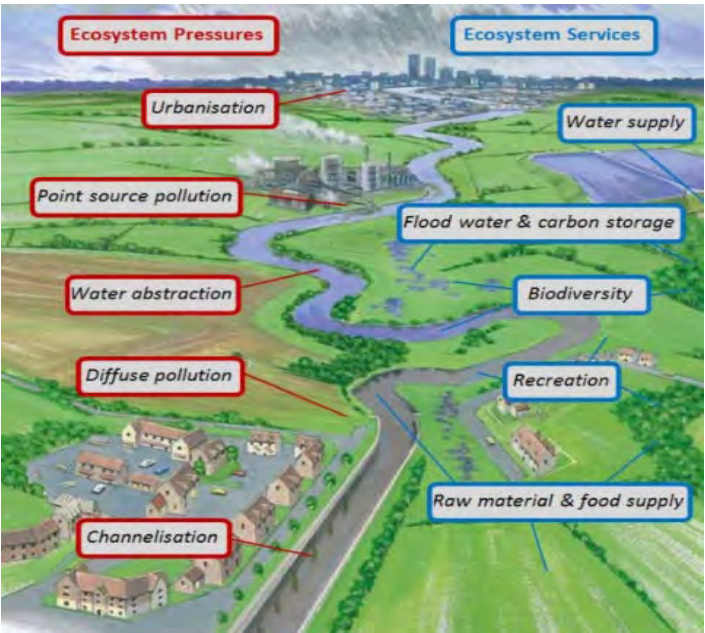 Ecosystem Pressures
Ecosystem Services
Urbanisation
Water supply
Point source pollution
Flood water & carbon storage
Water abstraction
Biodiversity
Diffuse pollution
Recreation
Raw material & food supply
Channelisation